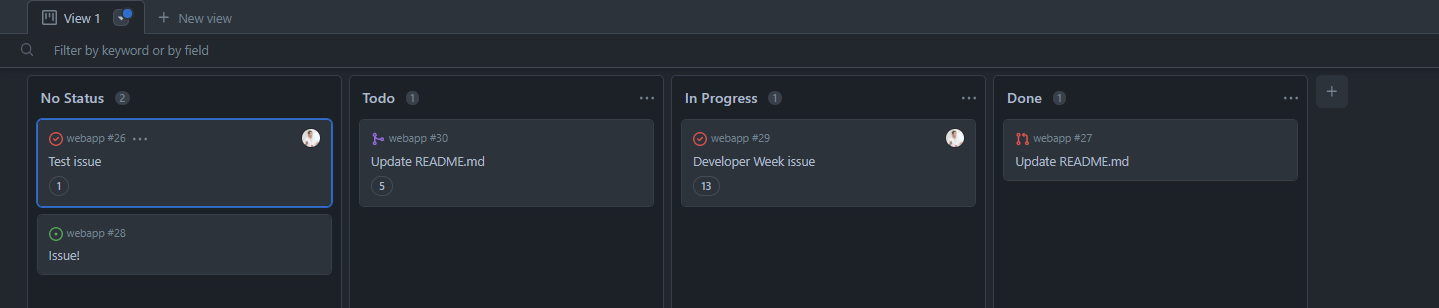 View 1
New view
Filter by keyword or by field
No Status 2
webapp #26
Test issue
1
webapp #28
Issue!
Todo 1
webapp #30
Update README.md
5
In Progress 1
webapp #29
Developer Week issue
13
Done 1
webapp #27
Update README.md